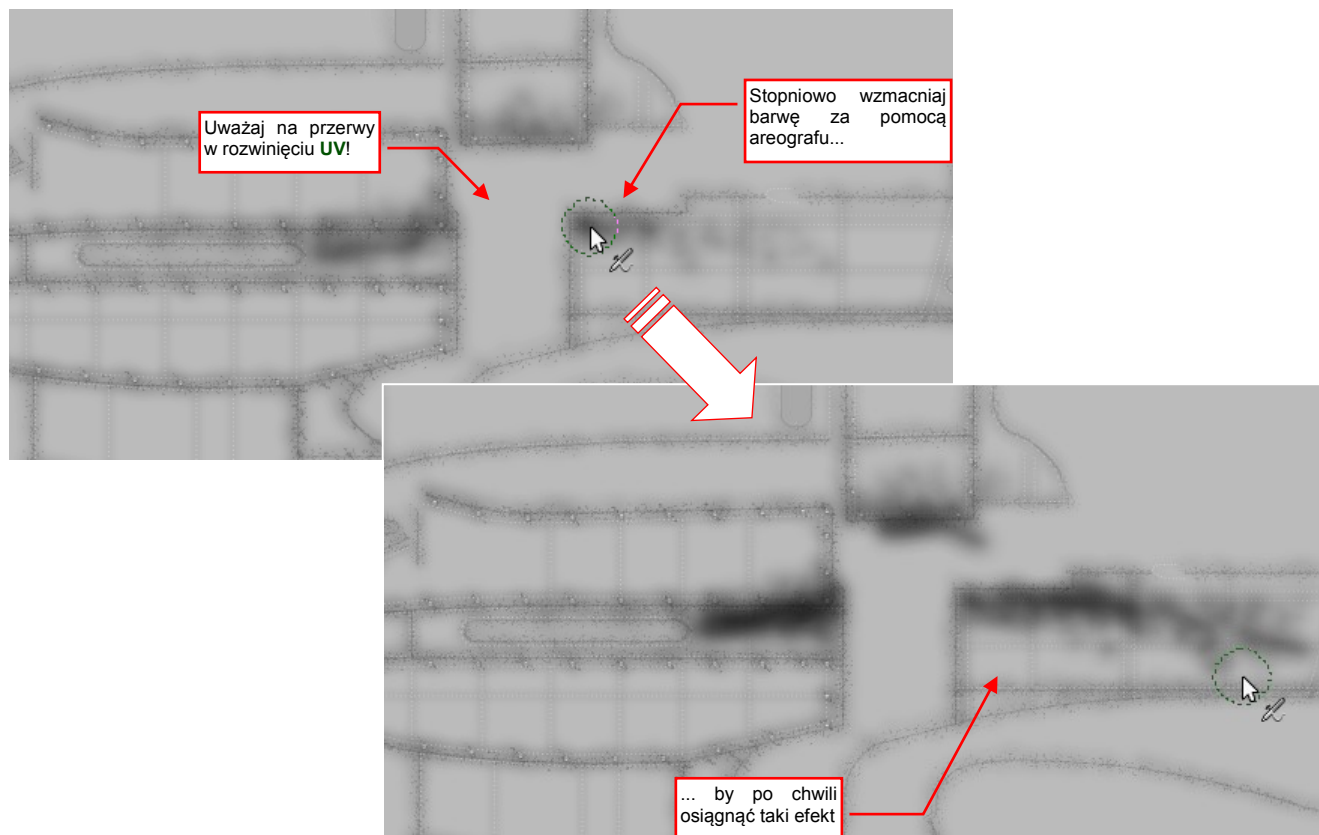 Uważaj na przerwy
w rozwinięciu UV!
Stopniowo wzmacniaj
barwę za pomocą
areografu...
... by po chwili
osiągnąć taki efekt